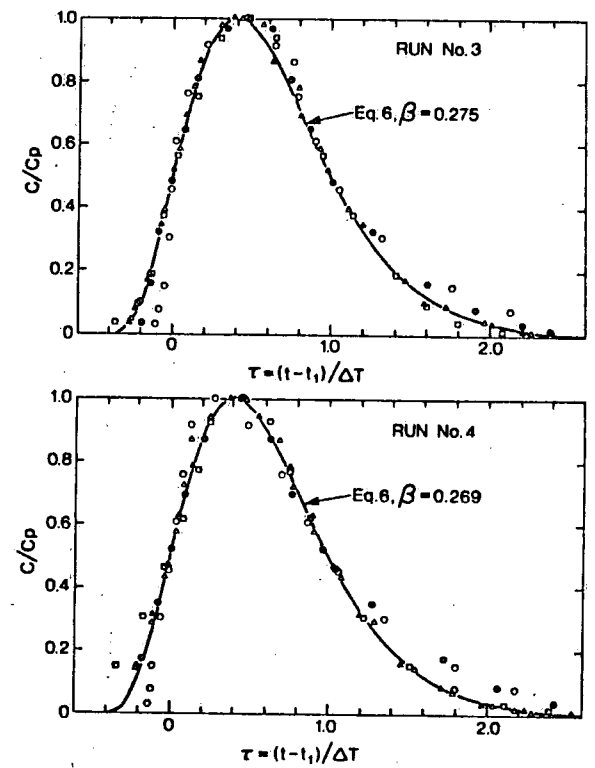 RUN No.3
1.0
0.8
0.6
0.4
0.2
0
C/Cp
Eq.6, β=0.275
0 1.0 2.0
τ=(t-t₁)/ΔT
RUN No.4
1.0
0.8
0.6
0.4
0.2
0
C/Cp
Eq.6, β=0.269
0 1.0 2.0
τ=(t-t₁)/ΔT